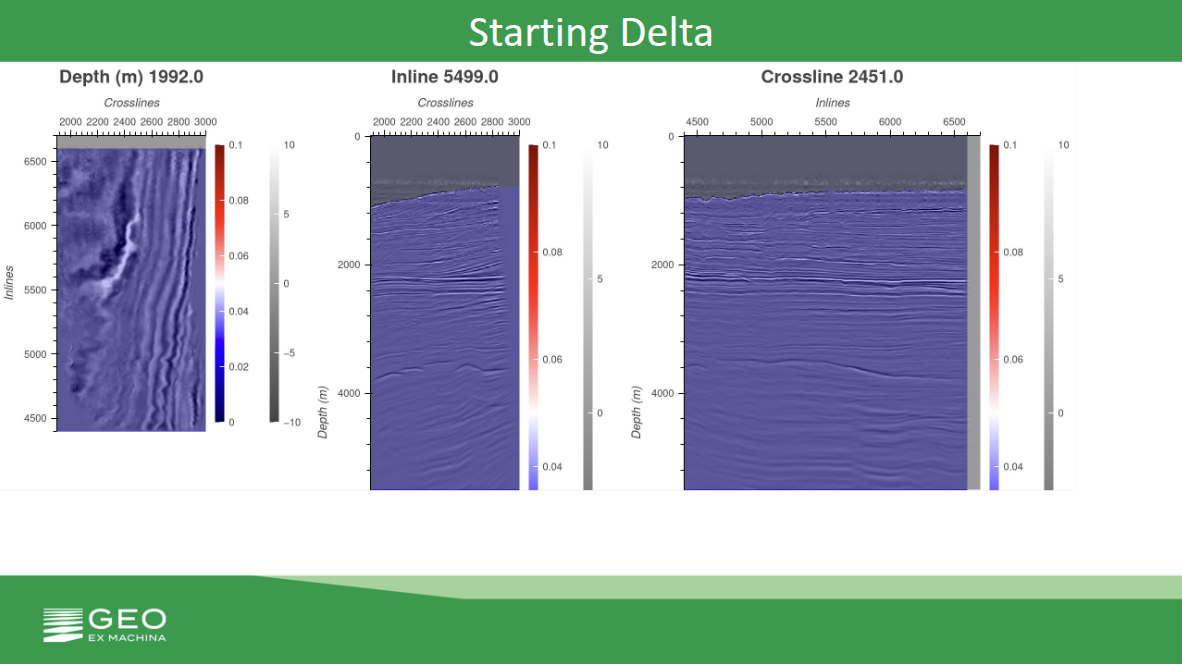 Starting Delta
Depth (m) 1992.0
Crosslines
2000 2200 2400 2600 2800 3000
6500
6000
5500
5000
4500
Inlines
0.1
0.08
0.06
0.04
0.02
0
10
5
0
−5
−10
Inline 5499.0
Crosslines
2000 2200 2400 2600 2800 3000
0
2000
4000
Depth (m)
0.1
0.08
0.06
0.04
10
5
0
Crossline 2451.0
Inlines
4500 5000 5500 6000 6500
0
2000
4000
Depth (m)
0.1
0.08
0.06
0.04
10
5
0
GEO
EX MACHINA